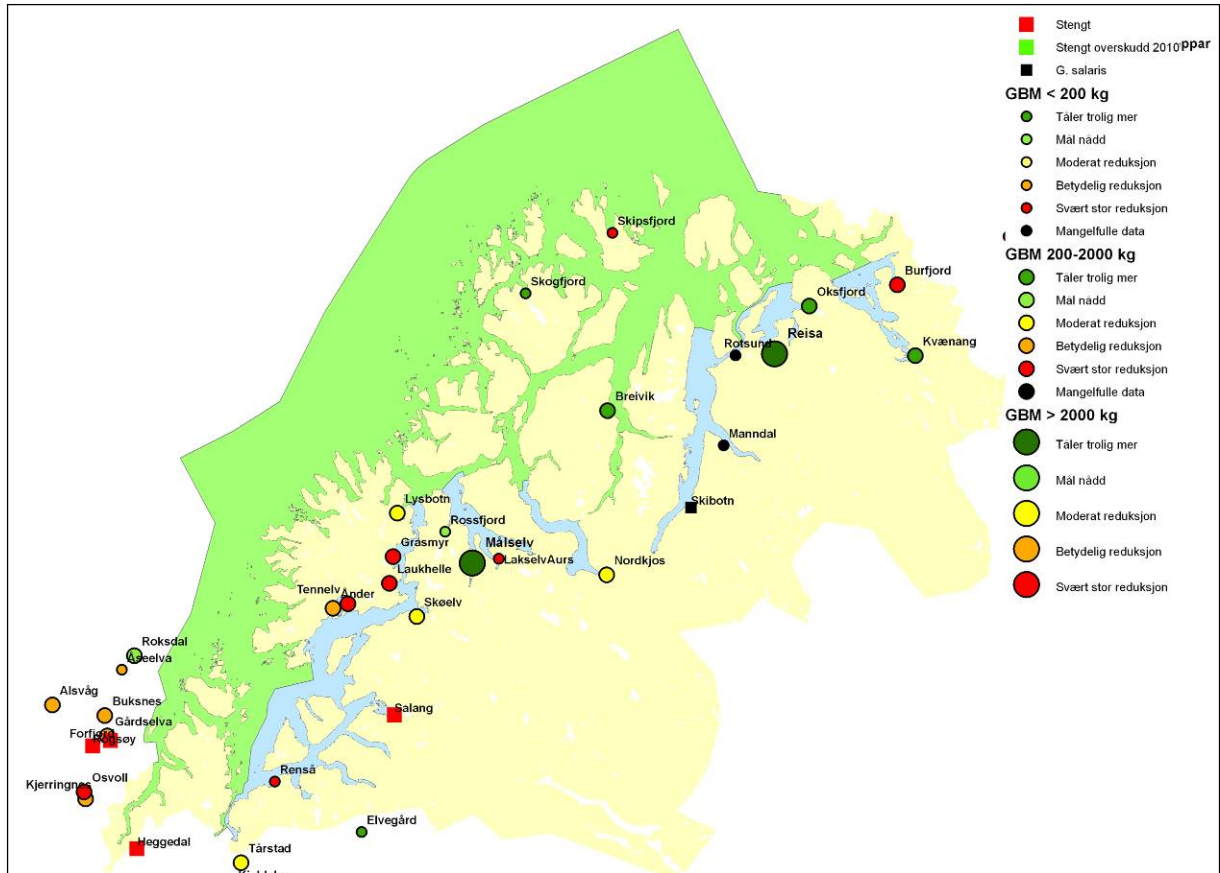 Stengt
Stengt overskudd 2010 ppar
G. salaris
GBM < 200 kg
Tåler trolig mer
Mål nådd
Moderat reduksjon
Betydelig reduksjon
Svært stor reduksjon
Mangelfulle data
GBM 200-2000 kg
Tåler trolig mer
Mål nådd
Moderat reduksjon
Betydelig reduksjon
Svært stor reduksjon
Mangelfulle data
GBM > 2000 kg
Tåler trolig mer
Mål nådd
Moderat reduksjon
Betydelig reduksjon
Svært stor reduksjon
Skipsfjord
Skogfjord
Burfjord
Oksfjord
Reisa
Rotsund
Kvænang
Breivik
Manndal
Skibotn
Lysbotn
Rossfjord
Grasmyr
Målselv
LakselvAurs
Nordkjos
Laukhelle
Tennelv
Ånder
Skøelv
Roksdal
Åseelva
Alsvåg
Buksnes
Gårdselva
Forfjord
Rogsøy
Salang
Osvoll
Kjerringnes
Renså
Elvegård
Heggedal
Tårstad